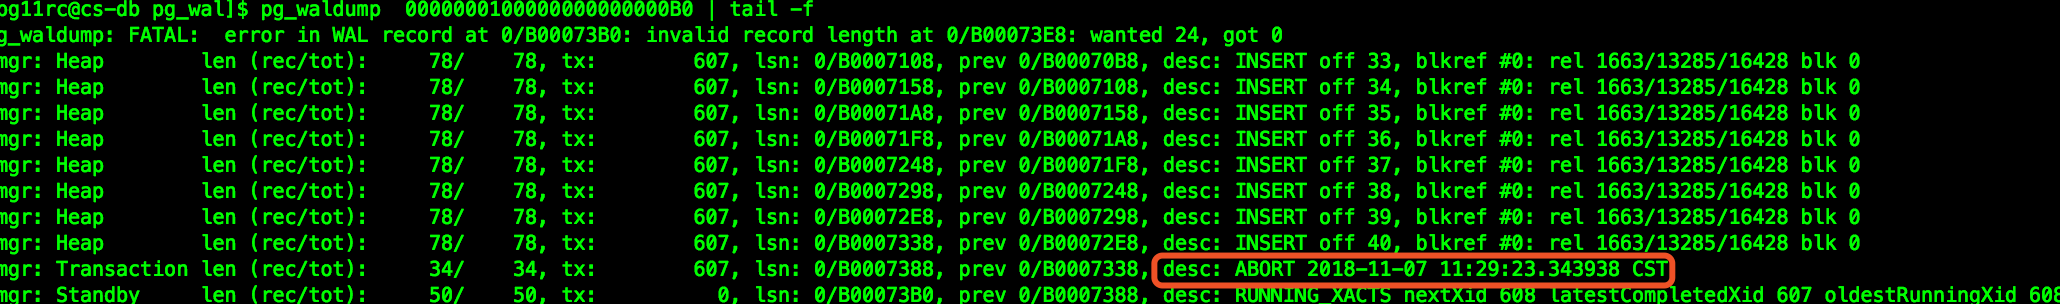 pg11rc@cs-db pg_wal]$ pg_waldump  0000000100000000000000B0 | tail -f
g_waldump: FATAL:  error in WAL record at 0/B00073B0: invalid record length at 0/B00073E8: wanted 24, got 0
mgr: Heap        len (rec/tot):     78/    78, tx:        607, lsn: 0/B0007108, prev 0/B00070B8, desc: INSERT off 33, blkref #0: rel 1663/13285/16428 blk 0
mgr: Heap        len (rec/tot):     78/    78, tx:        607, lsn: 0/B0007158, prev 0/B0007108, desc: INSERT off 34, blkref #0: rel 1663/13285/16428 blk 0
mgr: Heap        len (rec/tot):     78/    78, tx:        607, lsn: 0/B00071A8, prev 0/B0007158, desc: INSERT off 35, blkref #0: rel 1663/13285/16428 blk 0
mgr: Heap        len (rec/tot):     78/    78, tx:        607, lsn: 0/B00071F8, prev 0/B00071A8, desc: INSERT off 36, blkref #0: rel 1663/13285/16428 blk 0
mgr: Heap        len (rec/tot):     78/    78, tx:        607, lsn: 0/B0007248, prev 0/B00071F8, desc: INSERT off 37, blkref #0: rel 1663/13285/16428 blk 0
mgr: Heap        len (rec/tot):     78/    78, tx:        607, lsn: 0/B0007298, prev 0/B0007248, desc: INSERT off 38, blkref #0: rel 1663/13285/16428 blk 0
mgr: Heap        len (rec/tot):     78/    78, tx:        607, lsn: 0/B00072E8, prev 0/B0007298, desc: INSERT off 39, blkref #0: rel 1663/13285/16428 blk 0
mgr: Heap        len (rec/tot):     78/    78, tx:        607, lsn: 0/B0007338, prev 0/B00072E8, desc: INSERT off 40, blkref #0: rel 1663/13285/16428 blk 0
mgr: Transaction len (rec/tot):     34/    34, tx:        607, lsn: 0/B0007388, prev 0/B0007338, desc: ABORT 2018-11-07 11:29:23.343938 CST
mgr: Standby     len (rec/tot):     50/    50, tx:          0, lsn: 0/B00073B0, prev 0/B0007388, desc: RUNNING_XACTS nextXid 608 latestCompletedXid 607 oldestRunningXid 608